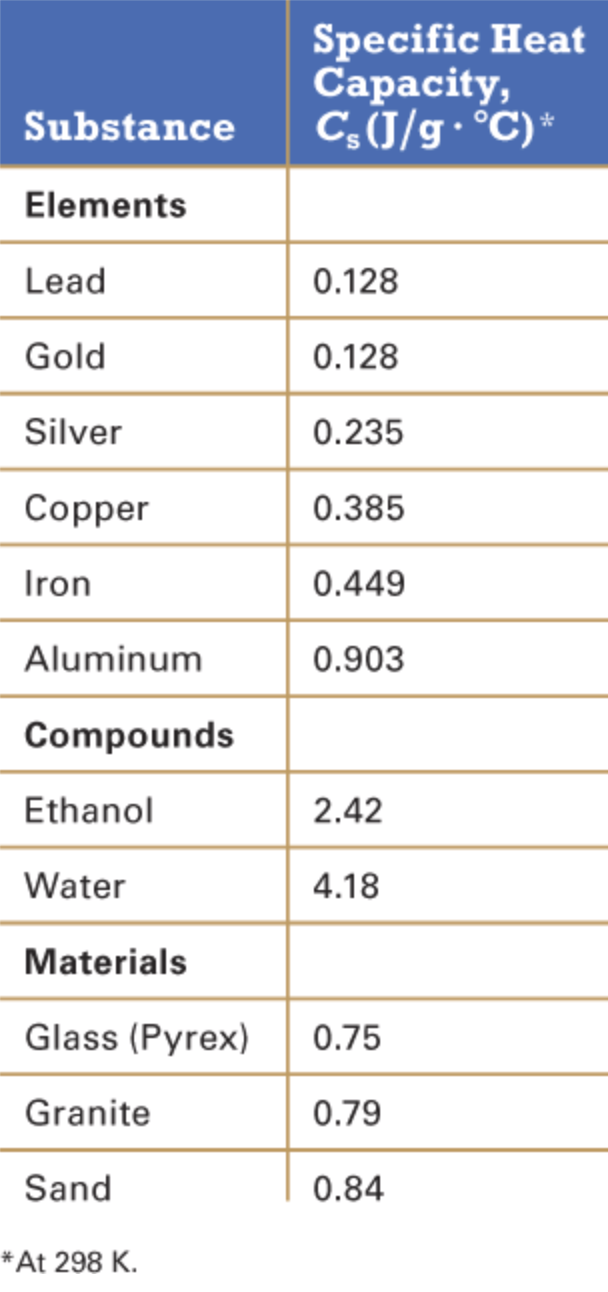 Substance Specific Heat Capacity, Cs (J/g · °C)*
Elements
Lead 0.128
Gold 0.128
Silver 0.235
Copper 0.385
Iron 0.449
Aluminum 0.903
Compounds
Ethanol 2.42
Water 4.18
Materials
Glass (Pyrex) 0.75
Granite 0.79
Sand 0.84
*At 298 K.